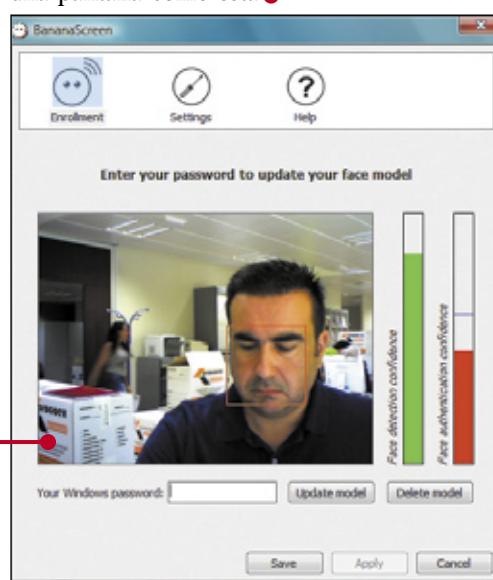 BananaScreen
Enrollment
Settings
Help
Enter your password to update your face model
Face detection confidence
Face authentication confidence
Your Windows password:
Update model
Delete model
Save
Apply
Cancel